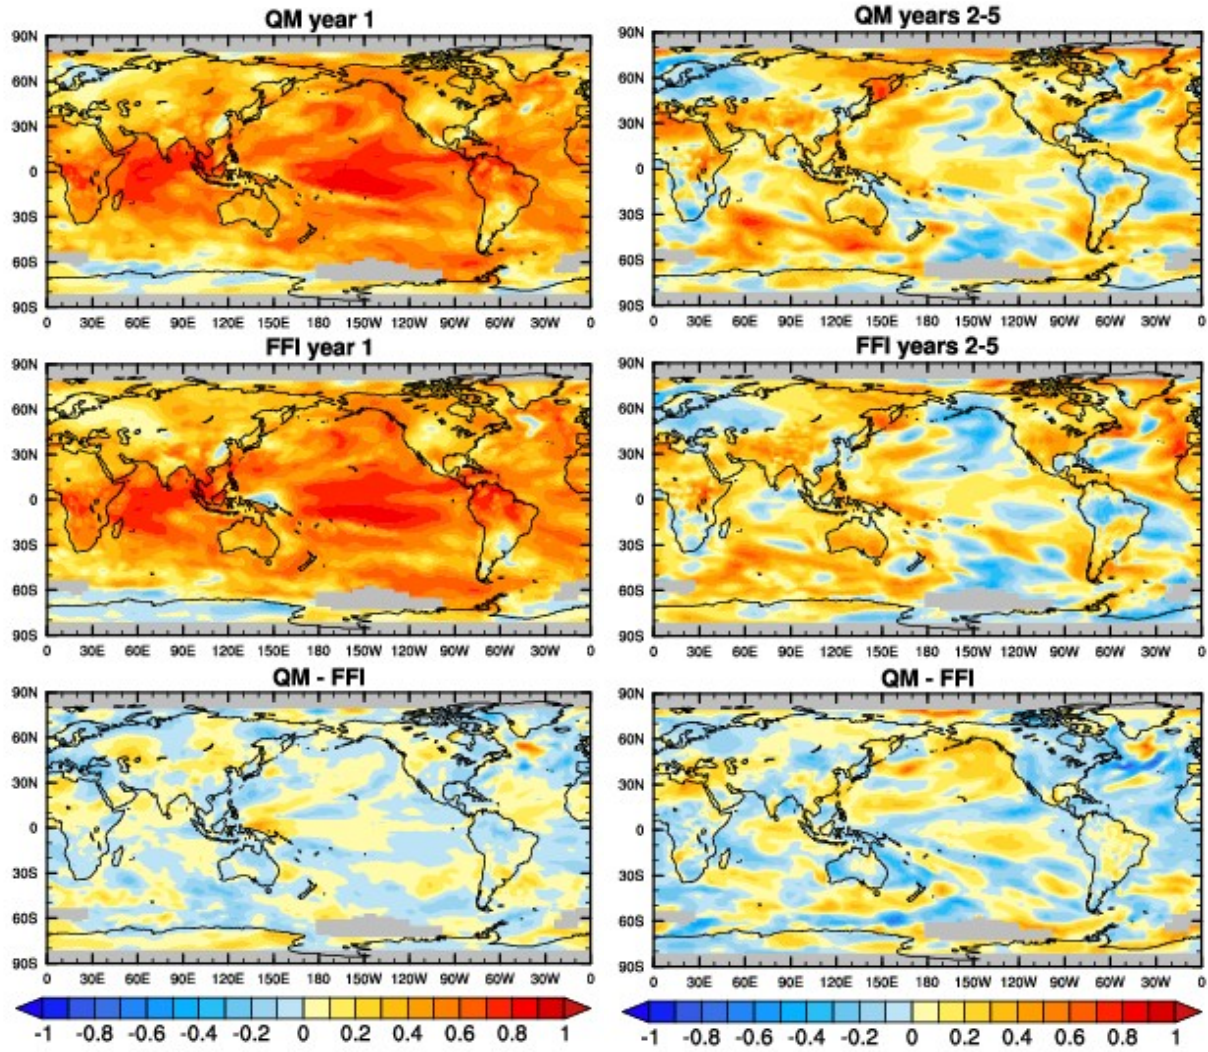 QM year 1
90N
60N
30N
0
30S
60S
90S
0 30E 60E 90E 120E 150E 180 150W 120W 90W 60W 30W 0
QM years 2-5
90N
60N
30N
0
30S
60S
90S
0 30E 60E 90E 120E 150E 180 150W 120W 90W 60W 30W 0
FFI year 1
90N
60N
30N
0
30S
60S
90S
0 30E 60E 90E 120E 150E 180 150W 120W 90W 60W 30W 0
FFI years 2-5
90N
60N
30N
0
30S
60S
90S
0 30E 60E 90E 120E 150E 180 150W 120W 90W 60W 30W 0
QM - FFI
90N
60N
30N
0
30S
60S
90S
0 30E 60E 90E 120E 150E 180 150W 120W 90W 60W 30W 0
QM - FFI
90N
60N
30N
0
30S
60S
90S
0 30E 60E 90E 120E 150E 180 150W 120W 90W 60W 30W 0
-1 -0.8 -0.6 -0.4 -0.2 0 0.2 0.4 0.6 0.8 1
-1 -0.8 -0.6 -0.4 -0.2 0 0.2 0.4 0.6 0.8 1